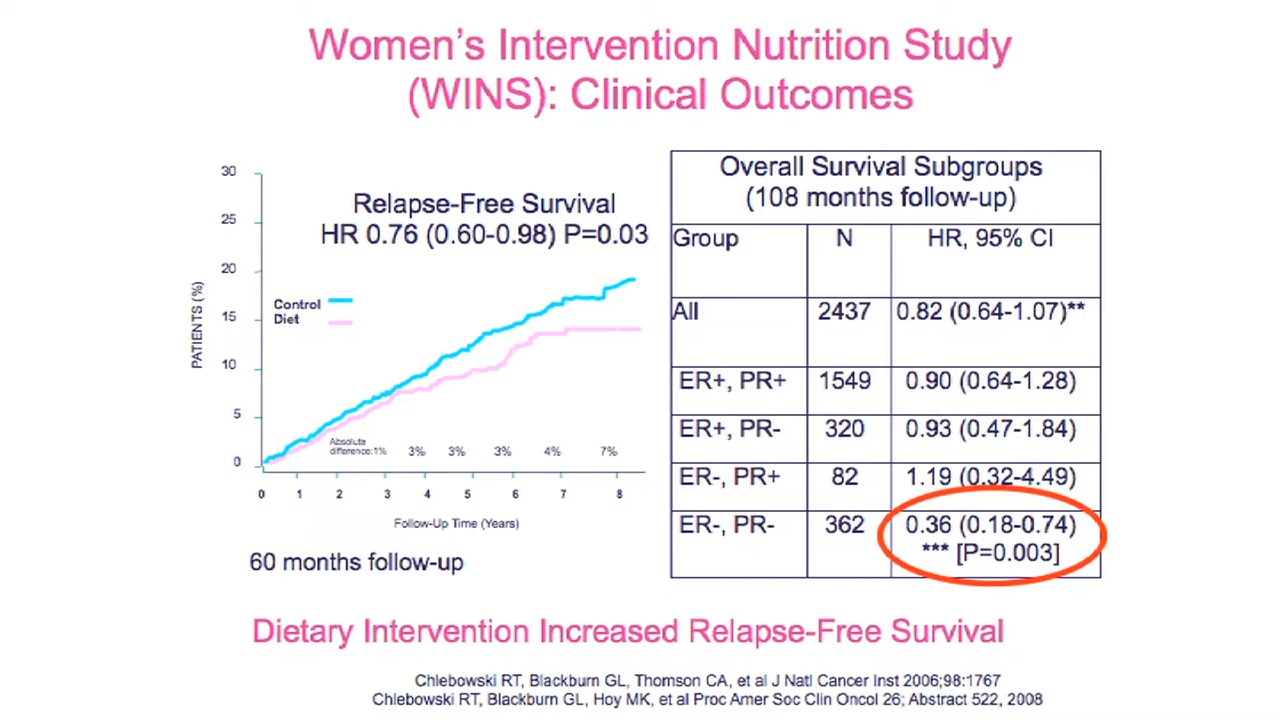 Women's Intervention Nutrition Study
(WINS): Clinical Outcomes
Relapse-Free Survival
HR 0.76 (0.60-0.98) P=0.03
30
25
20
15
10
5
0
PATIENTS (%)
Control
Diet
Absolute
difference:1% 3% 3% 3% 4% 7%
0 1 2 3 4 5 6 7 8
Follow-Up Time (Years)
60 months follow-up
Overall Survival Subgroups
(108 months follow-up)
Group N HR, 95% CI
All 2437 0.82 (0.64-1.07)**
ER+, PR+ 1549 0.90 (0.64-1.28)
ER+, PR- 320 0.93 (0.47-1.84)
ER-, PR+ 82 1.19 (0.32-4.49)
ER-, PR- 362 0.36 (0.18-0.74)
*** [P=0.003]
Dietary Intervention Increased Relapse-Free Survival
Chlebowski RT, Blackburn GL, Thomson CA, et al J Natl Cancer Inst 2006;98:1767
Chlebowski RT, Blackburn GL, Hoy MK, et al Proc Amer Soc Clin Oncol 26; Abstract 522, 2008